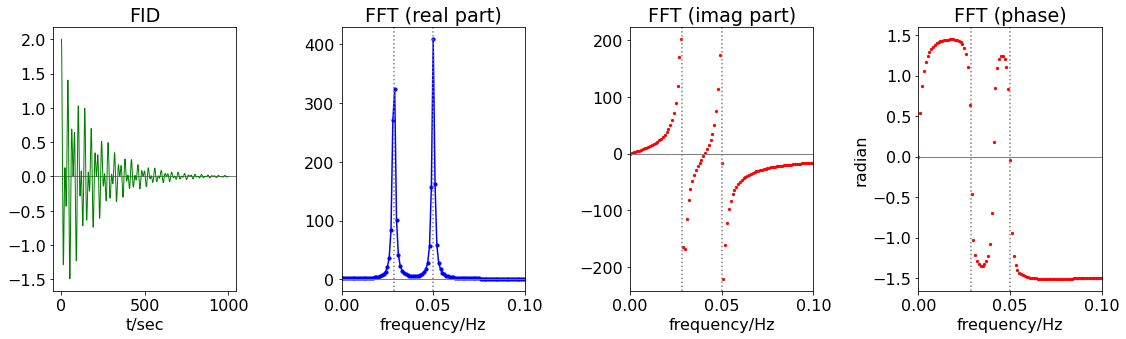 FID
2.0
1.5
1.0
0.5
0.0
−0.5
−1.0
−1.5
0 500 1000
t/sec
FFT (real part)
400
300
200
100
0
0.00 0.05 0.10
frequency/Hz
FFT (imag part)
200
100
0
−100
−200
0.00 0.05 0.10
frequency/Hz
FFT (phase)
radian
1.5
1.0
0.5
0.0
−0.5
−1.0
−1.5
0.00 0.05 0.10
frequency/Hz